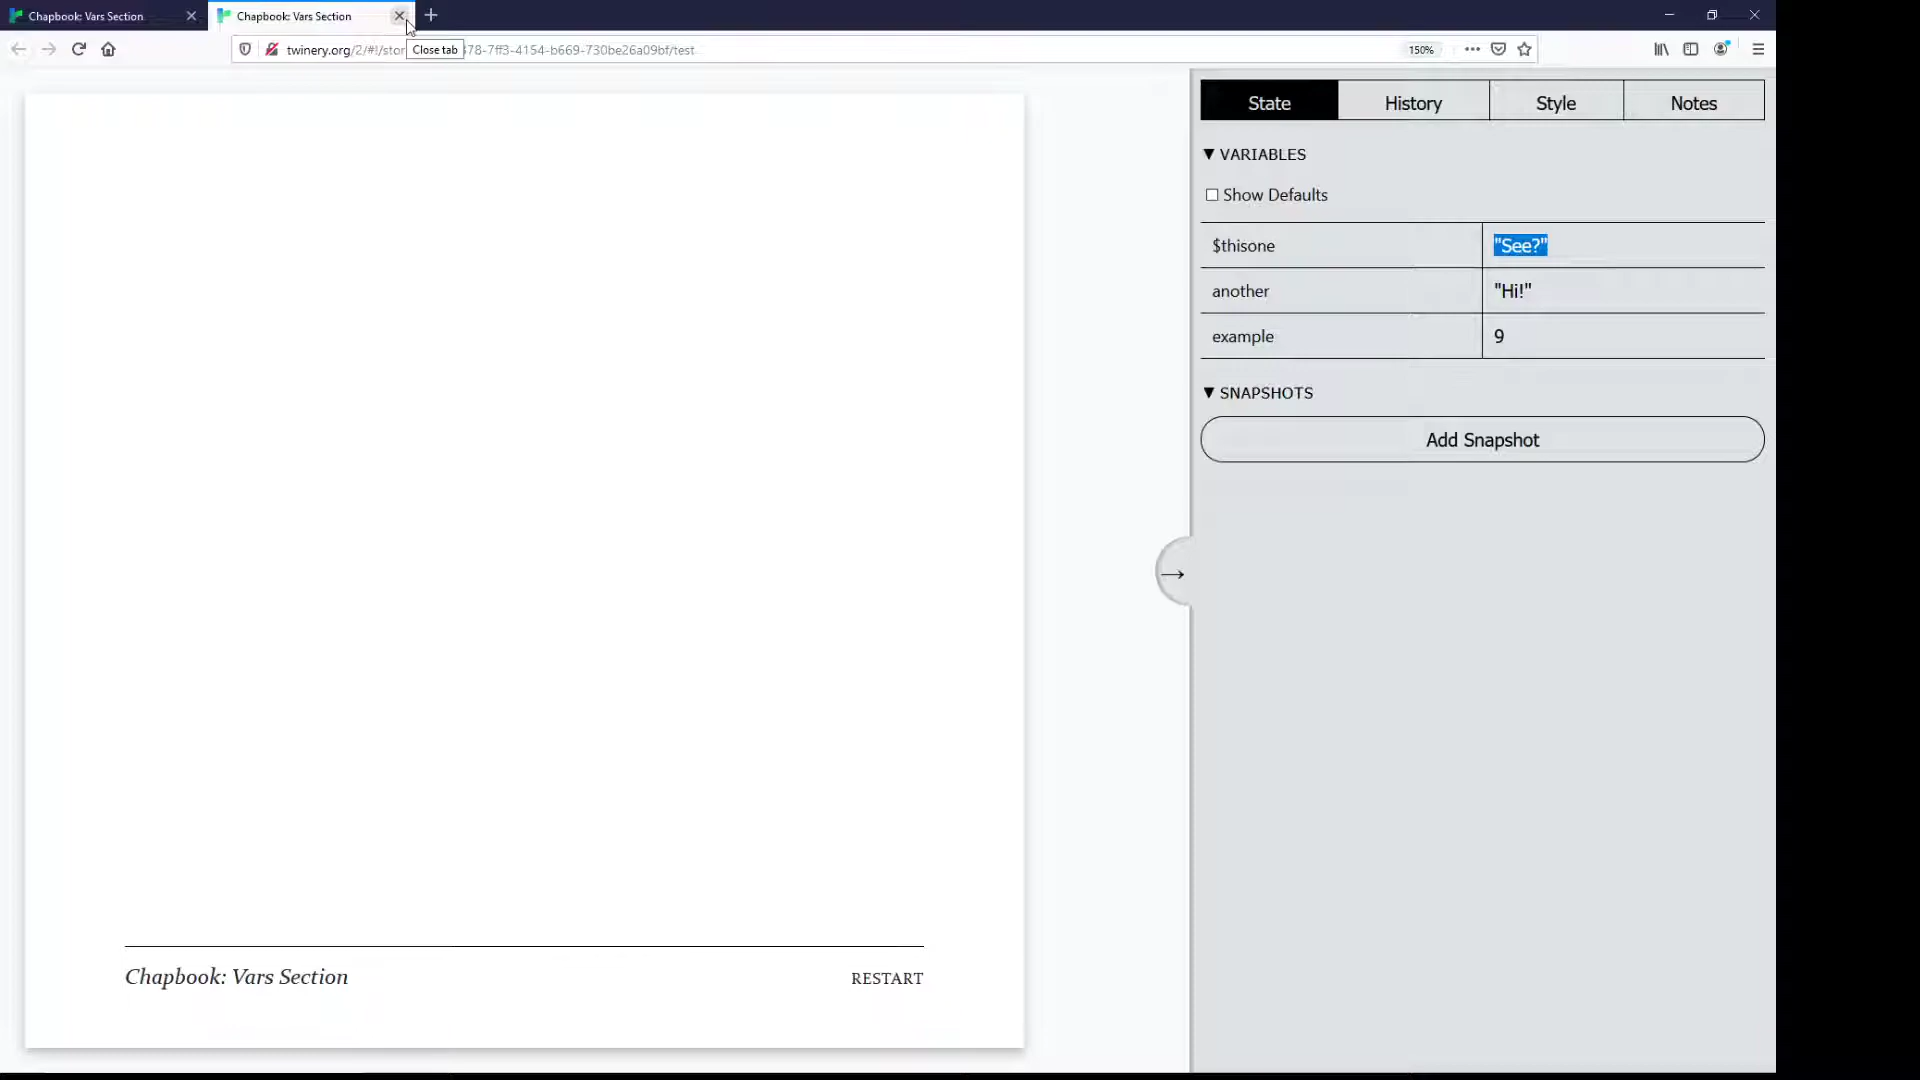 Chapbook: Vars Section
Chapbook: Vars Section
twinery.org/2/#!/stor
Close tab
378-7ff3-4154-b669-730be26a09bf/test
150%
State
History
Style
Notes
▼ VARIABLES
Show Defaults
$thisone "See?"
another "Hi!"
example 9
▼ SNAPSHOTS
Add Snapshot
→
Chapbook: Vars Section
RESTART